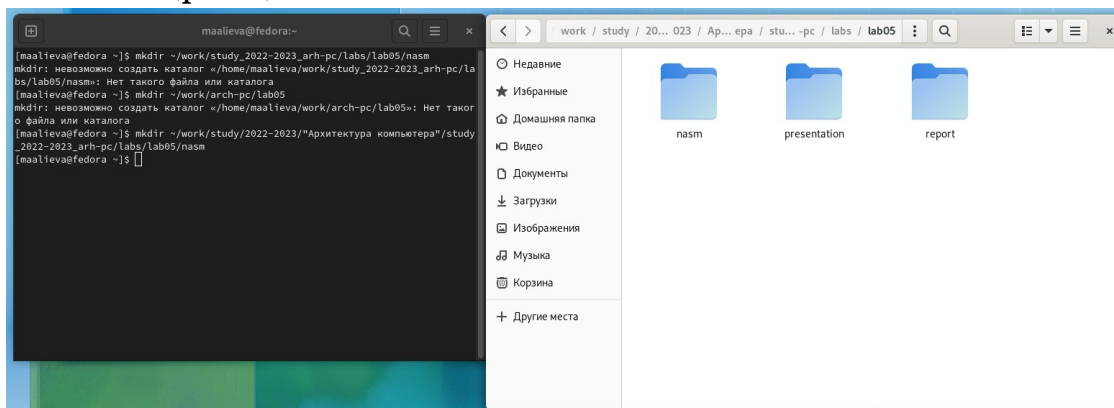 maalieva@fedora:~
[maalieva@fedora ~]$ mkdir ~/work/study_2022-2023_arh-pc/labs/lab05/nasm
mkdir: невозможно создать каталог «/home/maalieva/work/study_2022-2023_arh-pc/la
bs/lab05/nasm»: Нет такого файла или каталога
[maalieva@fedora ~]$ mkdir ~/work/arch-pc/lab05
mkdir: невозможно создать каталог «/home/maalieva/work/arch-pc/lab05»: Нет таког
о файла или каталога
[maalieva@fedora ~]$ mkdir ~/work/study/2022-2023/"Архитектура компьютера"/study
_2022-2023_arh-pc/labs/lab05/nasm
[maalieva@fedora ~]$
work / study / 20... 023 / Ap... epa / stu... -pc / labs / lab05
Недавние
Избранные
Домашняя папка
Видео
Документы
Загрузки
Изображения
Музыка
Корзина
+ Другие места
nasm
presentation
report